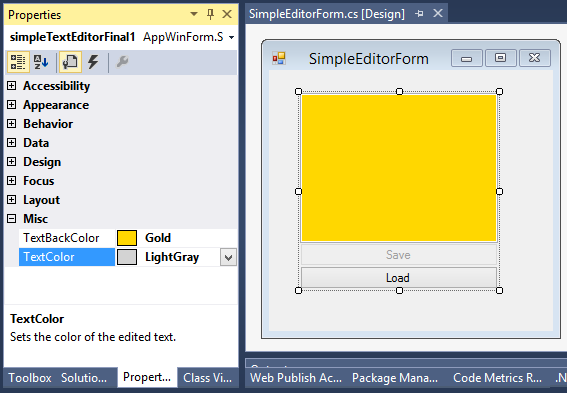 Properties
simpleTextEditorFinal1 AppWinForm.S
Accessibility
Appearance
Behavior
Data
Design
Focus
Layout
Misc
TextBackColor Gold
TextColor LightGray
TextColor
Sets the color of the edited text.
Toolbox Solutio... Propert... Class Vi...
SimpleEditorForm.cs [Design]
SimpleEditorForm
Save
Load
Web Publish Ac... Package Mana... Code Metrics R... .N